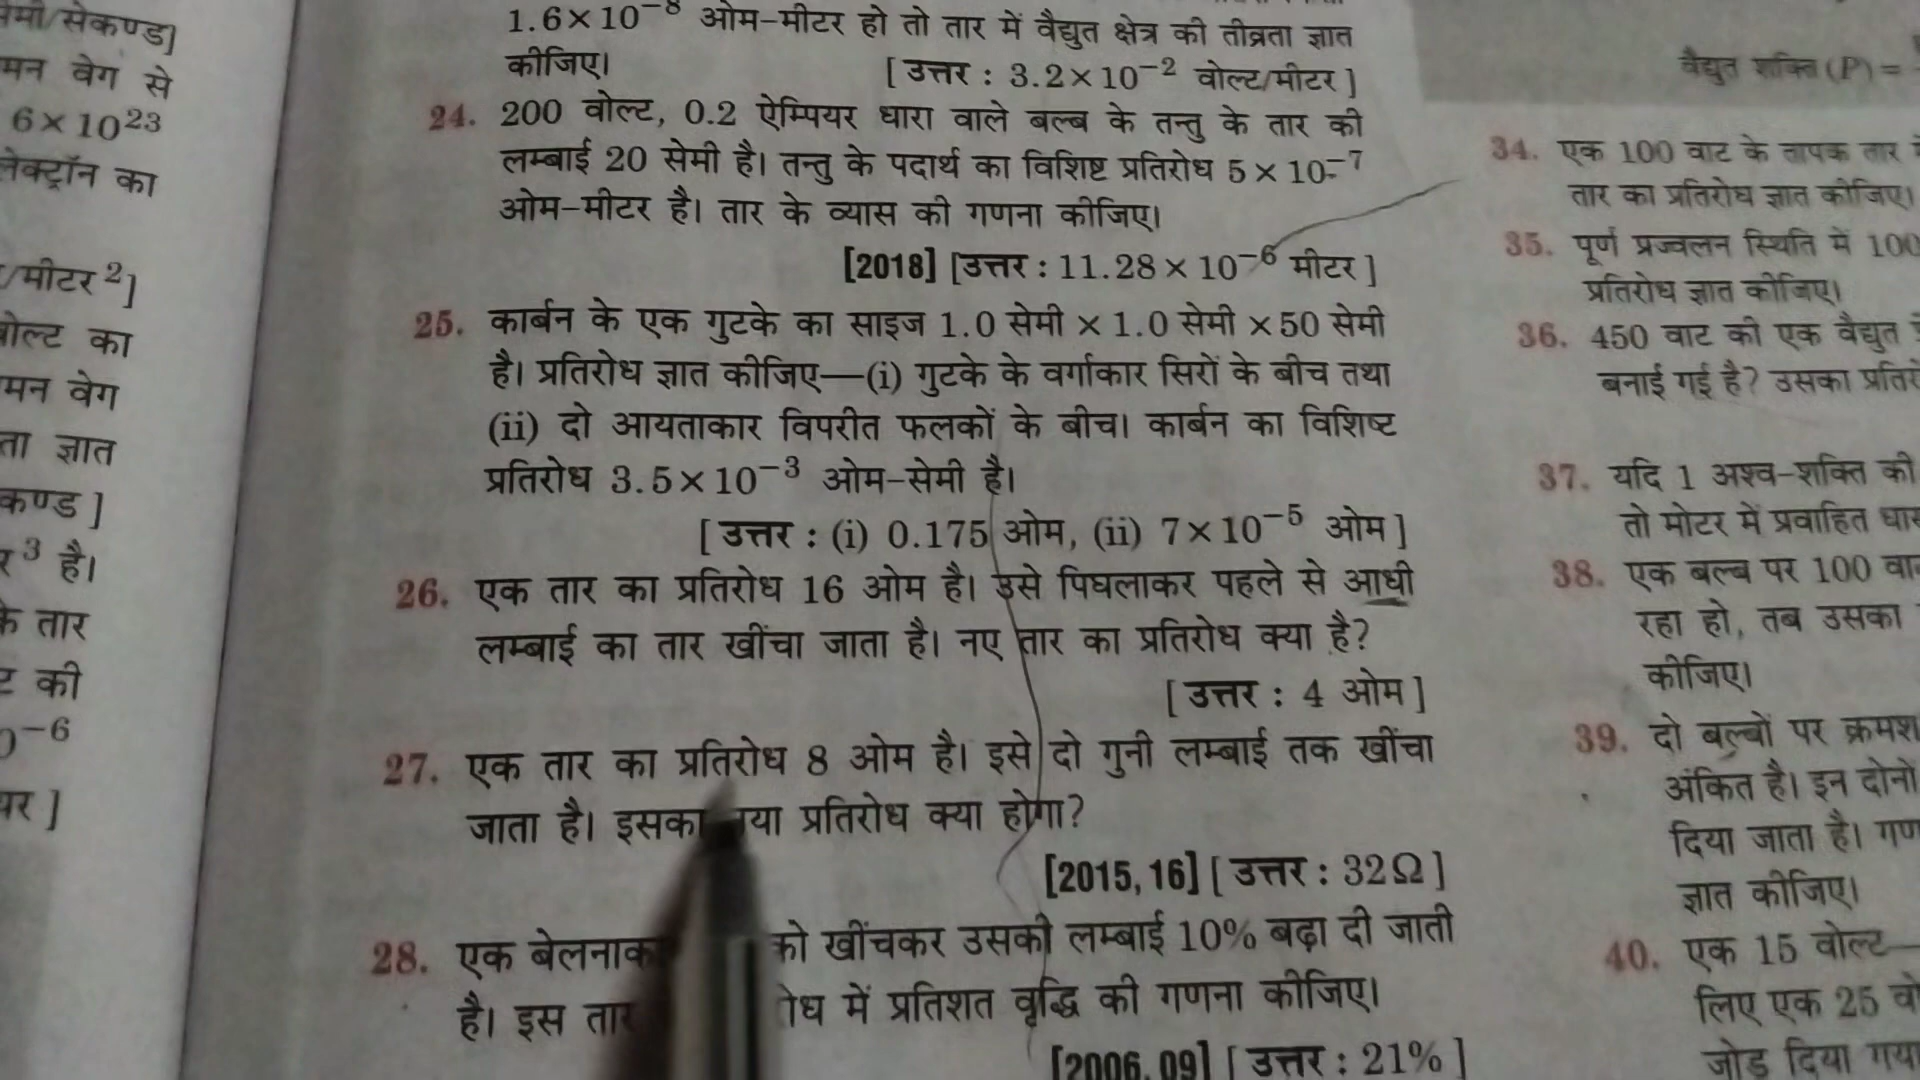 सेमी/सेकण्ड]
मन वेग से
6×10²³
का
/मीटर²]
वोल्ट का
मन वेग
ता ज्ञात
कण्ड]
³ है।
के तार
की
⁻⁶
1.6×10⁻⁸ ओम-मीटर हो तो तार में वैद्युत क्षेत्र की तीव्रता ज्ञात
कीजिए। [उत्तर : 3.2×10⁻² वोल्ट/मीटर]
24. 200 वोल्ट, 0.2 ऐम्पियर धारा वाले बल्ब के तन्तु के तार की
लम्बाई 20 सेमी है। तन्तु के पदार्थ का विशिष्ट प्रतिरोध 5×10⁻⁷
ओम-मीटर है। तार के व्यास की गणना कीजिए।
[2018] [उत्तर : 11.28×10⁻⁶ मीटर]
25. कार्बन के एक गुटके का साइज 1.0 सेमी × 1.0 सेमी × 50 सेमी
है। प्रतिरोध ज्ञात कीजिए—(i) गुटके के वर्गाकार सिरों के बीच तथा
(ii) दो आयताकार विपरीत फलकों के बीच। कार्बन का विशिष्ट
प्रतिरोध 3.5×10⁻³ ओम-सेमी है।
[उत्तर : (i) 0.175 ओम, (ii) 7×10⁻⁵ ओम]
26. एक तार का प्रतिरोध 16 ओम है। उसे पिघलाकर पहले से आधी
लम्बाई का तार खींचा जाता है। नए तार का प्रतिरोध क्या है?
[उत्तर : 4 ओम]
27. एक तार का प्रतिरोध 8 ओम है। इसे दो गुनी लम्बाई तक खींचा
जाता है। इसका नया प्रतिरोध क्या होगा?
[2015, 16] [उत्तर : 32Ω]
28. एक को खींचकर उसकी लम्बाई 10% बढ़ा दी जाती
है। इस तार में प्रतिशत वृद्धि की गणना कीजिए।
[2006, 09] [उत्तर : 21%]
वैद्युत शक्ति (P) =
34. एक 100 वाट के तापक तार
तार का प्रतिरोध ज्ञात कीजिए।
35. पूर्ण प्रज्वलन स्थिति में 100
प्रतिरोध ज्ञात कीजिए।
36. 450 वाट की एक वैद्युत
बनाई गई है? उसका
37. यदि 1 अश्व-शक्ति की
तो मोटर में प्रवाहित
38. एक बल्ब पर 100
रहा हो, तब उसका
कीजिए।
39. दो बल्बों पर
अंकित है। इन दोनों
दिया जाता है।
ज्ञात कीजिए।
40. एक 15 वोल्ट—
लिए एक 25
जोड़ दिया गया